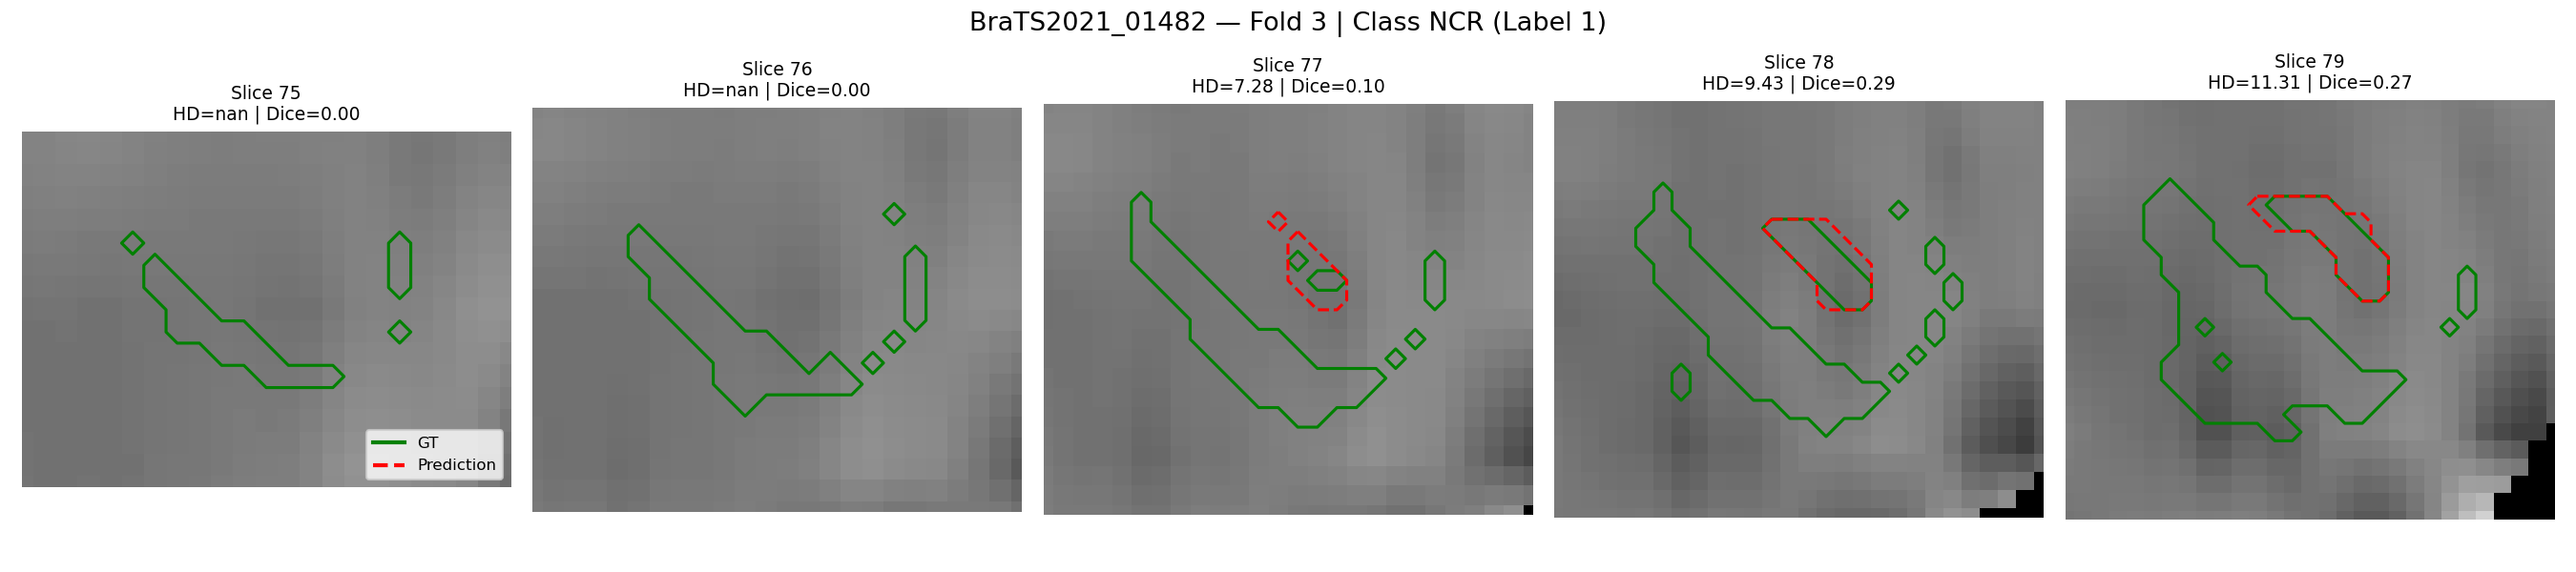 BraTS2021_01482 — Fold 3 | Class NCR (Label 1)
Slice 75
HD=nan | Dice=0.00
Slice 76
HD=nan | Dice=0.00
Slice 77
HD=7.28 | Dice=0.10
Slice 78
HD=9.43 | Dice=0.29
Slice 79
HD=11.31 | Dice=0.27
GT
Prediction